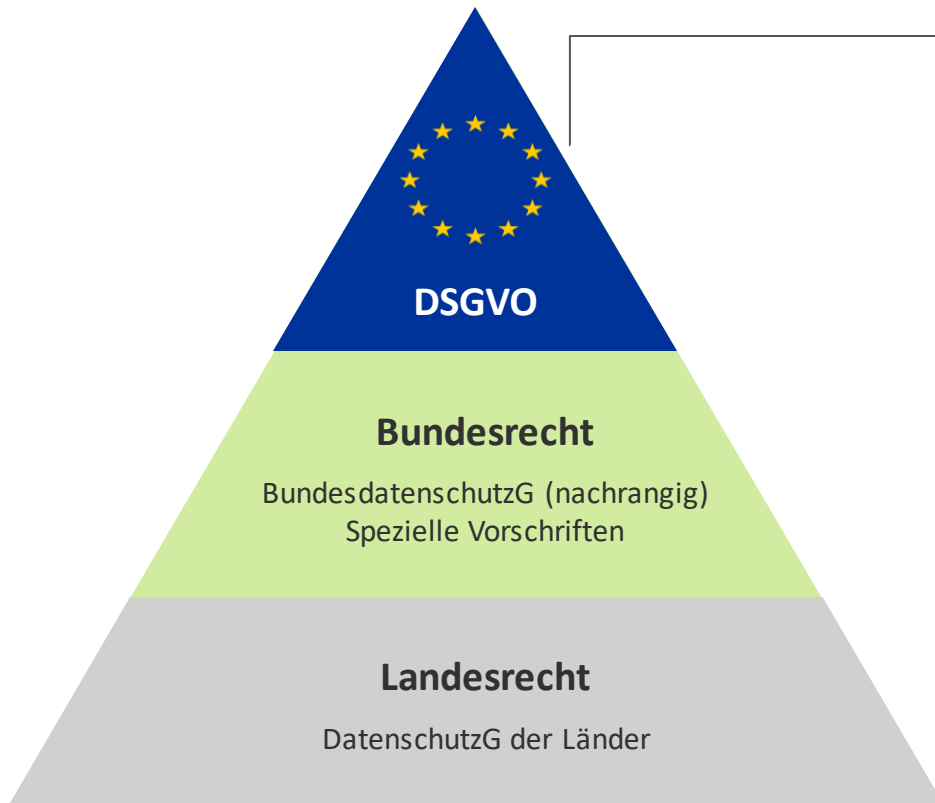 DSGVO
Bundesrecht
BundesdatenschutzG (nachrangig)
Spezielle Vorschriften
Landesrecht
DatenschutzG der Länder